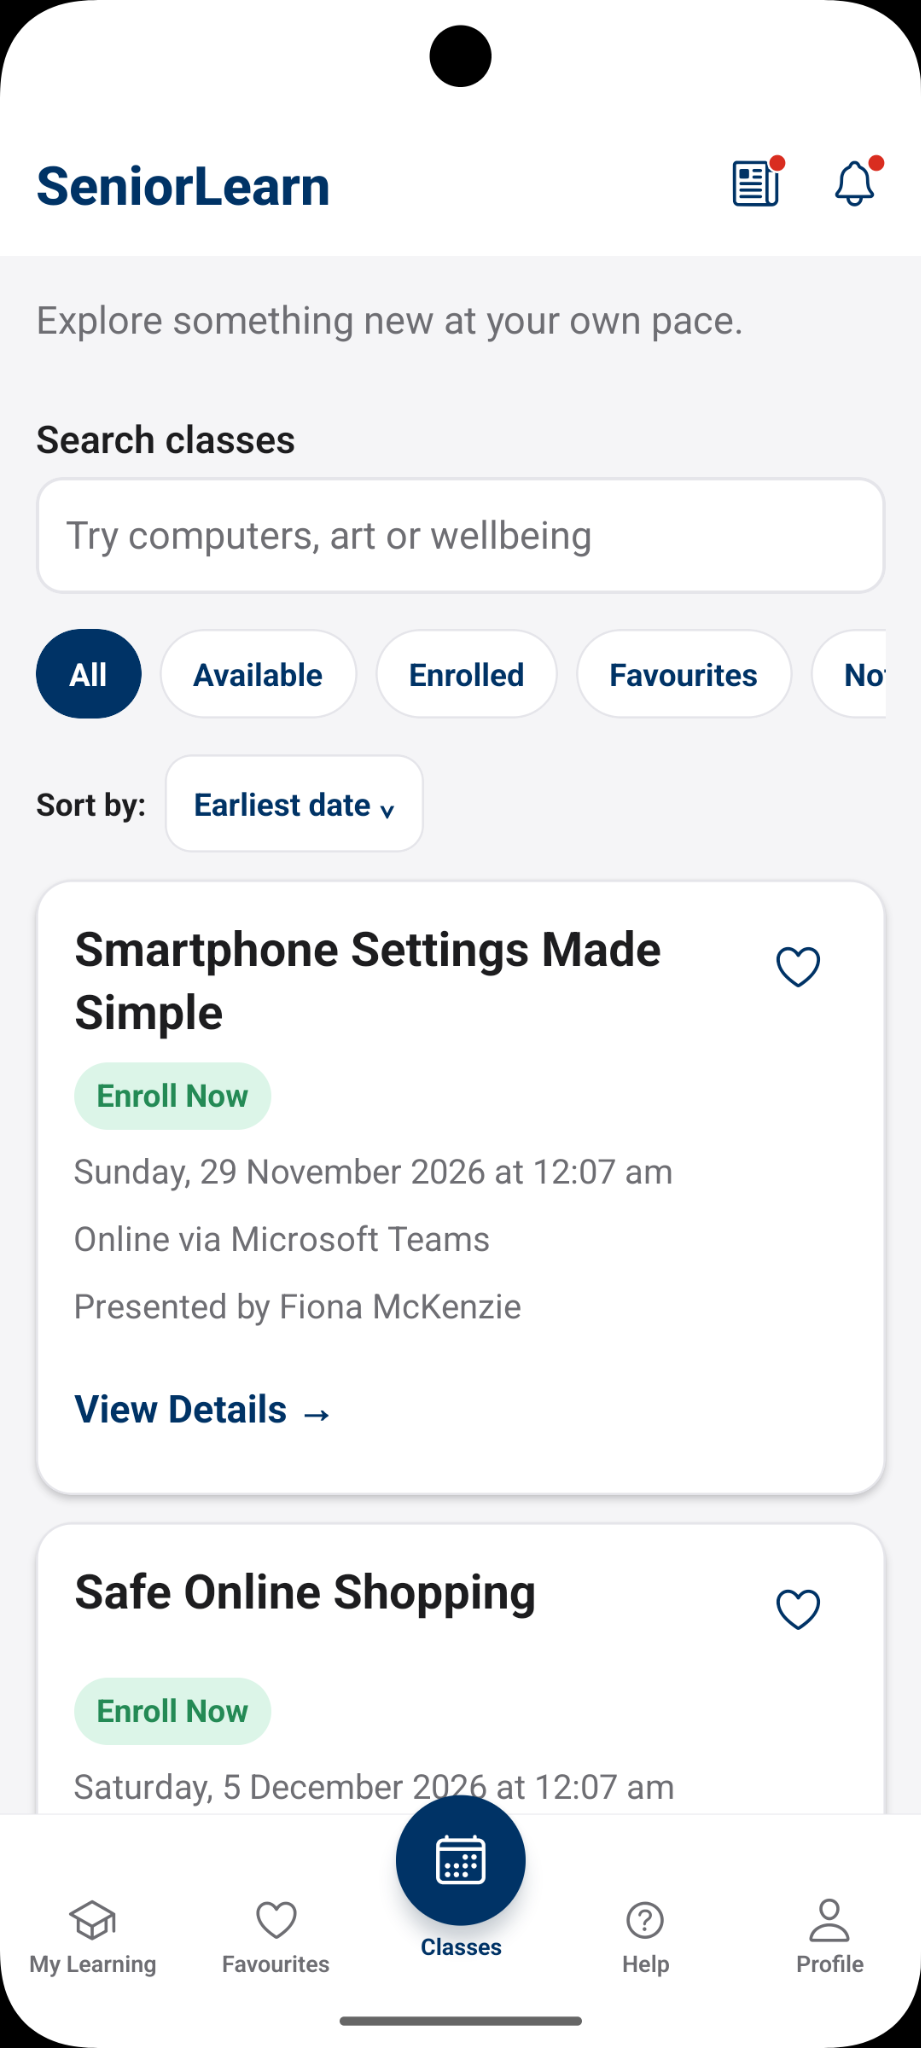 SeniorLearn
Explore something new at your own pace.
Search classes
Try computers, art or wellbeing
All
Available
Enrolled
Favourites
Sort by:
Earliest date
Smartphone Settings Made
Simple
Enroll Now
Sunday, 29 November 2026 at 12:07 am
Online via Microsoft Teams
Presented by Fiona McKenzie
View Details →
Safe Online Shopping
Enroll Now
Saturday, 5 December 2026 at 12:07 am
My Learning
Favourites
Classes
Help
Profile